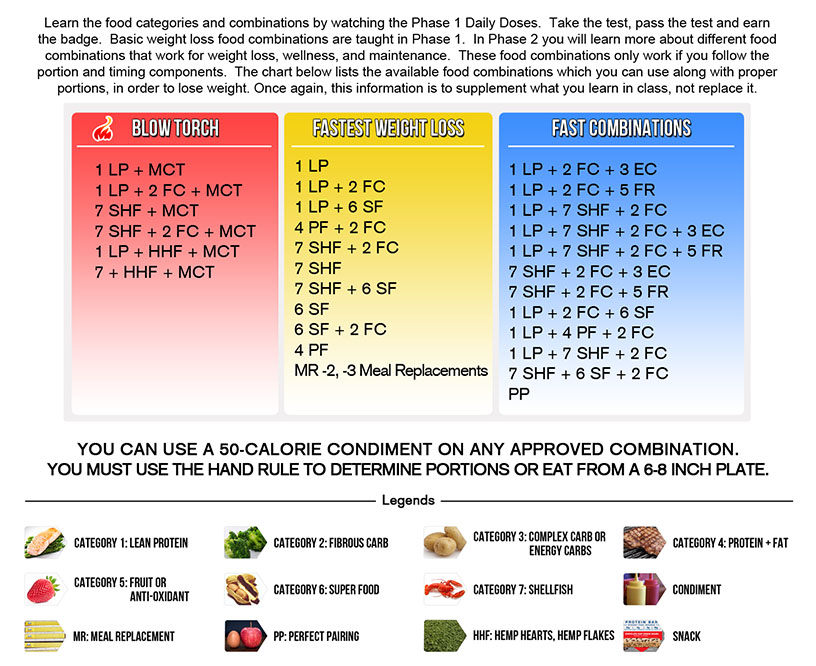 Learn the food categories and combinations by watching the Phase 1 Daily Doses. Take the test, pass the test and earn
the badge. Basic weight loss food combinations are taught in Phase 1. In Phase 2 you will learn more about different food
combinations that work for weight loss, wellness, and maintenance. These food combinations only work if you follow the
portion and timing components. The chart below lists the available food combinations which you can use along with proper
portions, in order to lose weight. Once again, this information is to supplement what you learn in class, not replace it.
BLOW TORCH
1 LP + MCT
1 LP + 2 FC + MCT
7 SHF + MCT
7 SHF + 2 FC + MCT
1 LP + HHF + MCT
7 + HHF + MCT
FASTEST WEIGHT LOSS
1 LP
1 LP + 2 FC
1 LP + 6 SF
4 PF + 2 FC
7 SHF + 2 FC
7 SHF
7 SHF + 6 SF
6 SF
6 SF + 2 FC
4 PF
MR -2, -3 Meal Replacements
FAST COMBINATIONS
1 LP + 2 FC + 3 EC
1 LP + 2 FC + 5 FR
1 LP + 7 SHF + 2 FC
1 LP + 7 SHF + 2 FC + 3 EC
1 LP + 7 SHF + 2 FC + 5 FR
7 SHF + 2 FC + 3 EC
7 SHF + 2 FC + 5 FR
1 LP + 2 FC + 6 SF
1 LP + 4 PF + 2 FC
1 LP + 7 SHF + 2 FC
7 SHF + 6 SF + 2 FC
PP
YOU CAN USE A 50-CALORIE CONDIMENT ON ANY APPROVED COMBINATION.
YOU MUST USE THE HAND RULE TO DETERMINE PORTIONS OR EAT FROM A 6-8 INCH PLATE.
Legends
CATEGORY 1: LEAN PROTEIN
CATEGORY 2: FIBROUS CARB
CATEGORY 3: COMPLEX CARB OR
ENERGY CARBS
CATEGORY 4: PROTEIN + FAT
CATEGORY 5: FRUIT OR
ANTI-OXIDANT
CATEGORY 6: SUPER FOOD
CATEGORY 7: SHELLFISH
CONDIMENT
MR: MEAL REPLACEMENT
PP: PERFECT PAIRING
HHF: HEMP HEARTS, HEMP FLAKES
PROTEIN BAR
SNACK